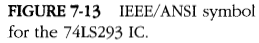 FIGURE 7-13 IEEE/ANSI symbol
for the 74LS293 IC.